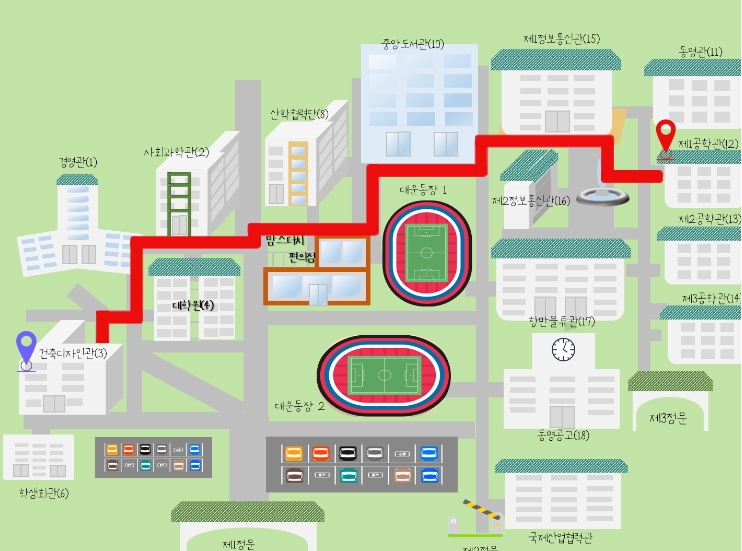 중앙도서관(10)
제1정보통신관(15)
동명관(11)
산학협력단(8)
사회과학관(2)
제1공학관(12)
경영관(1)
대운동장 1
제2정보통신관(16)
제2공학관(13)
맘스터치
편의점
대학원(4)
제3공학관(14)
항만물류관(17)
건축디자인관(3)
대운동장 2
제3정문
동명공고(18)
학생회관(6)
제1정문
국제산업협력관
제2정문